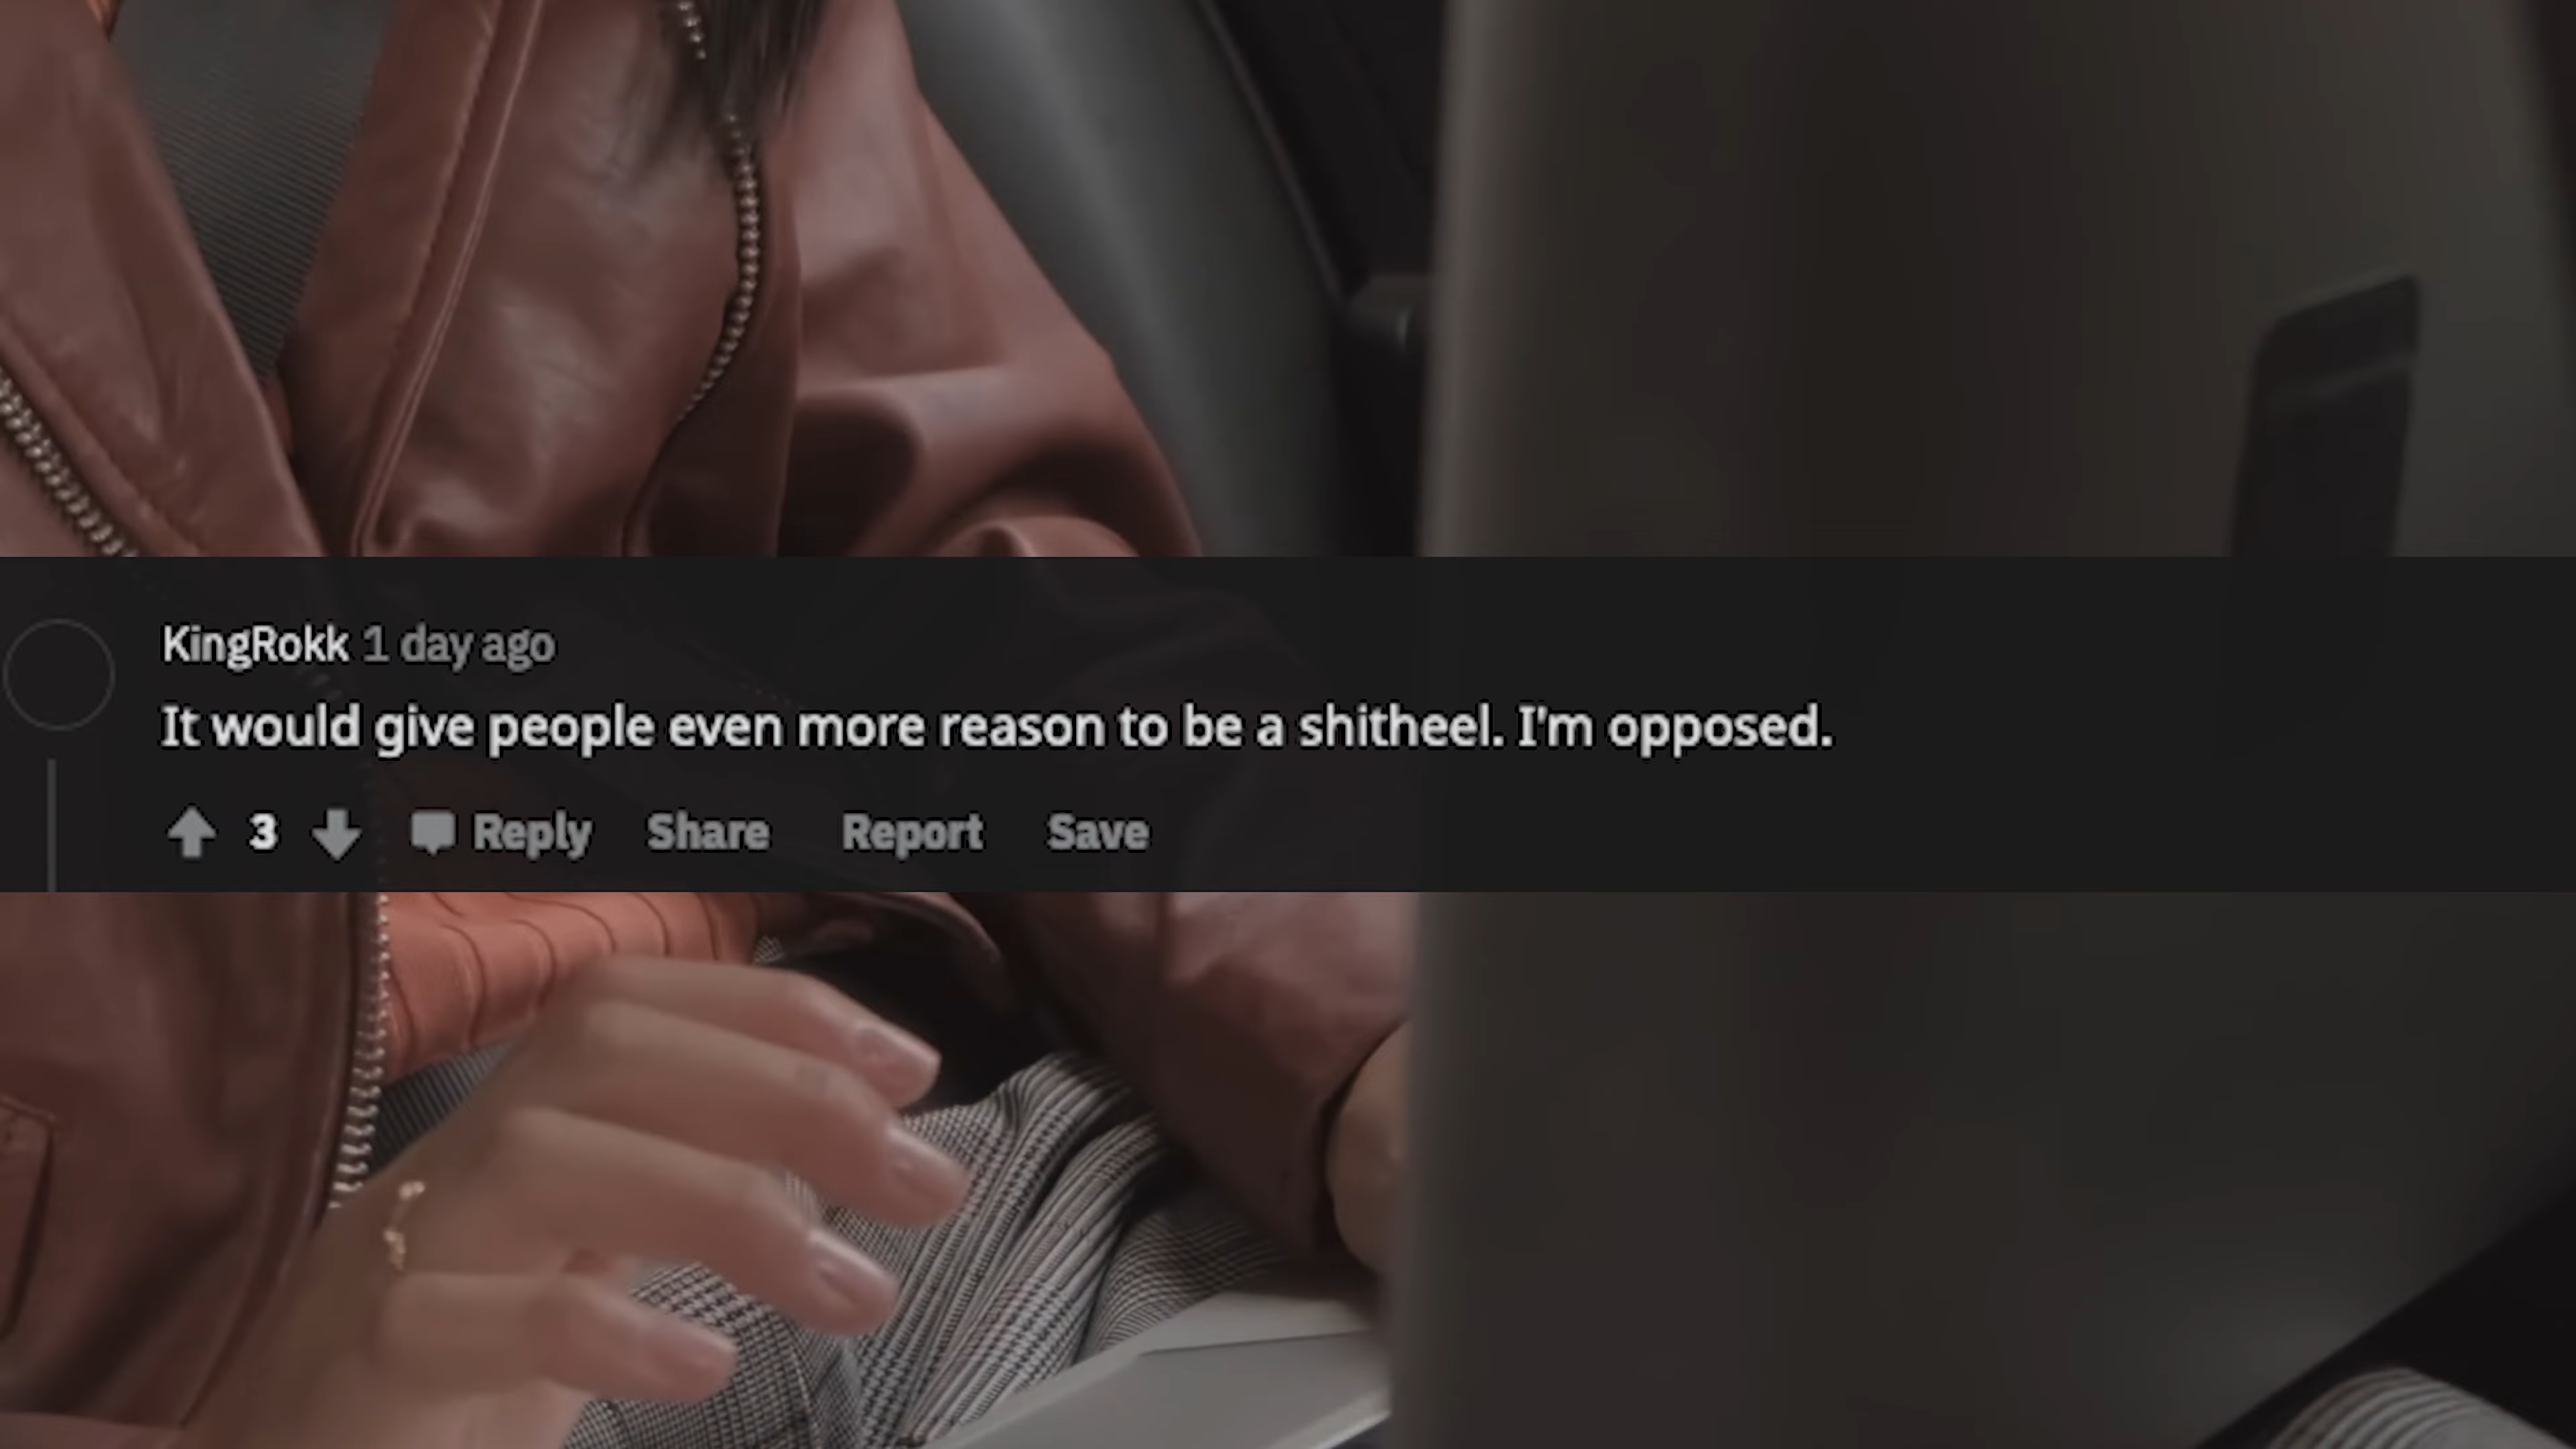 KingRokk 1 day ago
It would give people even more reason to be a shitheel. I'm opposed.
3 Reply Share Report Save